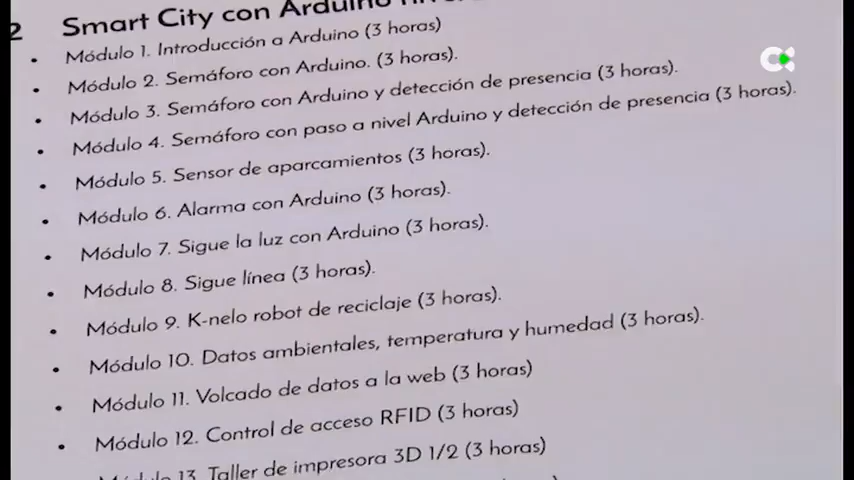 2 Smart City con Arduino
• Módulo 1. Introducción a Arduino (3 horas)
• Módulo 2. Semáforo con Arduino. (3 horas).
• Módulo 3. Semáforo con Arduino y detección de presencia (3 horas).
• Módulo 4. Semáforo con paso a nivel Arduino y detección de presencia (3 horas).
• Módulo 5. Sensor de aparcamientos (3 horas).
• Módulo 6. Alarma con Arduino (3 horas).
• Módulo 7. Sigue la luz con Arduino (3 horas).
• Módulo 8. Sigue línea (3 horas).
• Módulo 9. K-nelo robot de reciclaje (3 horas).
• Módulo 10. Datos ambientales, temperatura y humedad (3 horas).
• Módulo 11. Volcado de datos a la web (3 horas)
• Módulo 12. Control de acceso RFID (3 horas)
Módulo 13. Taller de impresora 3D 1/2 (3 horas)